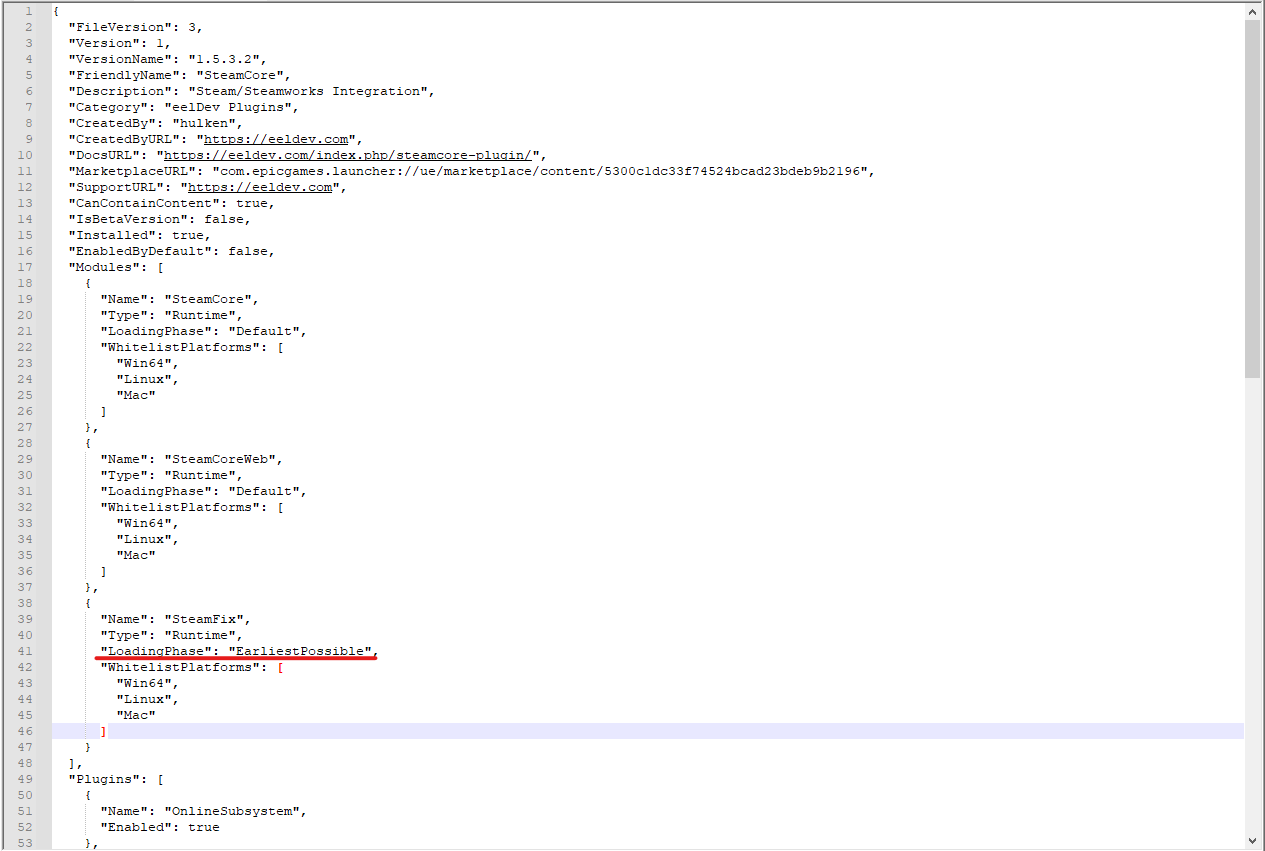 1 {
2 "FileVersion": 3,
3 "Version": 1,
4 "VersionName": "1.5.3.2",
5 "FriendlyName": "SteamCore",
6 "Description": "Steam/Steamworks Integration",
7 "Category": "eelDev Plugins",
8 "CreatedBy": "hulken",
9 "CreatedByURL": "https://eeldev.com",
10 "DocsURL": "https://eeldev.com/index.php/steamcore-plugin/",
11 "MarketplaceURL": "com.epicgames.launcher://ue/marketplace/content/5300c1dc33f74524bcad23bdeb9b2196",
12 "SupportURL": "https://eeldev.com",
13 "CanContainContent": true,
14 "IsBetaVersion": false,
15 "Installed": true,
16 "EnabledByDefault": false,
17 "Modules": [
18 {
19 "Name": "SteamCore",
20 "Type": "Runtime",
21 "LoadingPhase": "Default",
22 "WhitelistPlatforms": [
23 "Win64",
24 "Linux",
25 "Mac"
26 ]
27 },
28 {
29 "Name": "SteamCoreWeb",
30 "Type": "Runtime",
31 "LoadingPhase": "Default",
32 "WhitelistPlatforms": [
33 "Win64",
34 "Linux",
35 "Mac"
36 ]
37 },
38 {
39 "Name": "SteamFix",
40 "Type": "Runtime",
41 "LoadingPhase": "EarliestPossible",
42 "WhitelistPlatforms": [
43 "Win64",
44 "Linux",
45 "Mac"
46 ]
47 }
48 ],
49 "Plugins": [
50 {
51 "Name": "OnlineSubsystem",
52 "Enabled": true
53 },